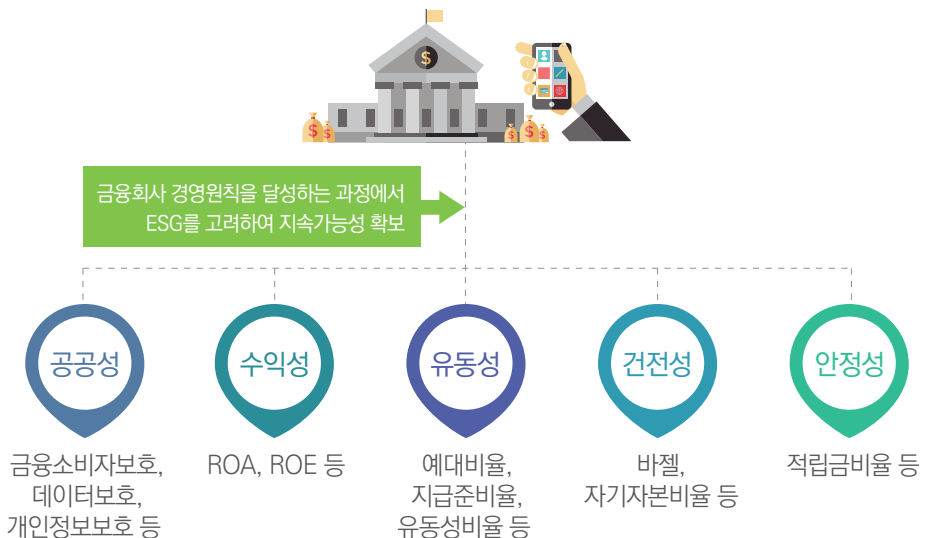 $
금융회사 경영원칙을 달성하는 과정에서
ESG를 고려하여 지속가능성 확보
$ $ $ $ $
공공성
수익성
유동성
건전성
안정성
금융소비자보호,
데이터보호,
개인정보보호 등
ROA, ROE 등
예대비율,
지급준비율,
유동성비율 등
바젤,
자기자본비율 등
적립금비율 등